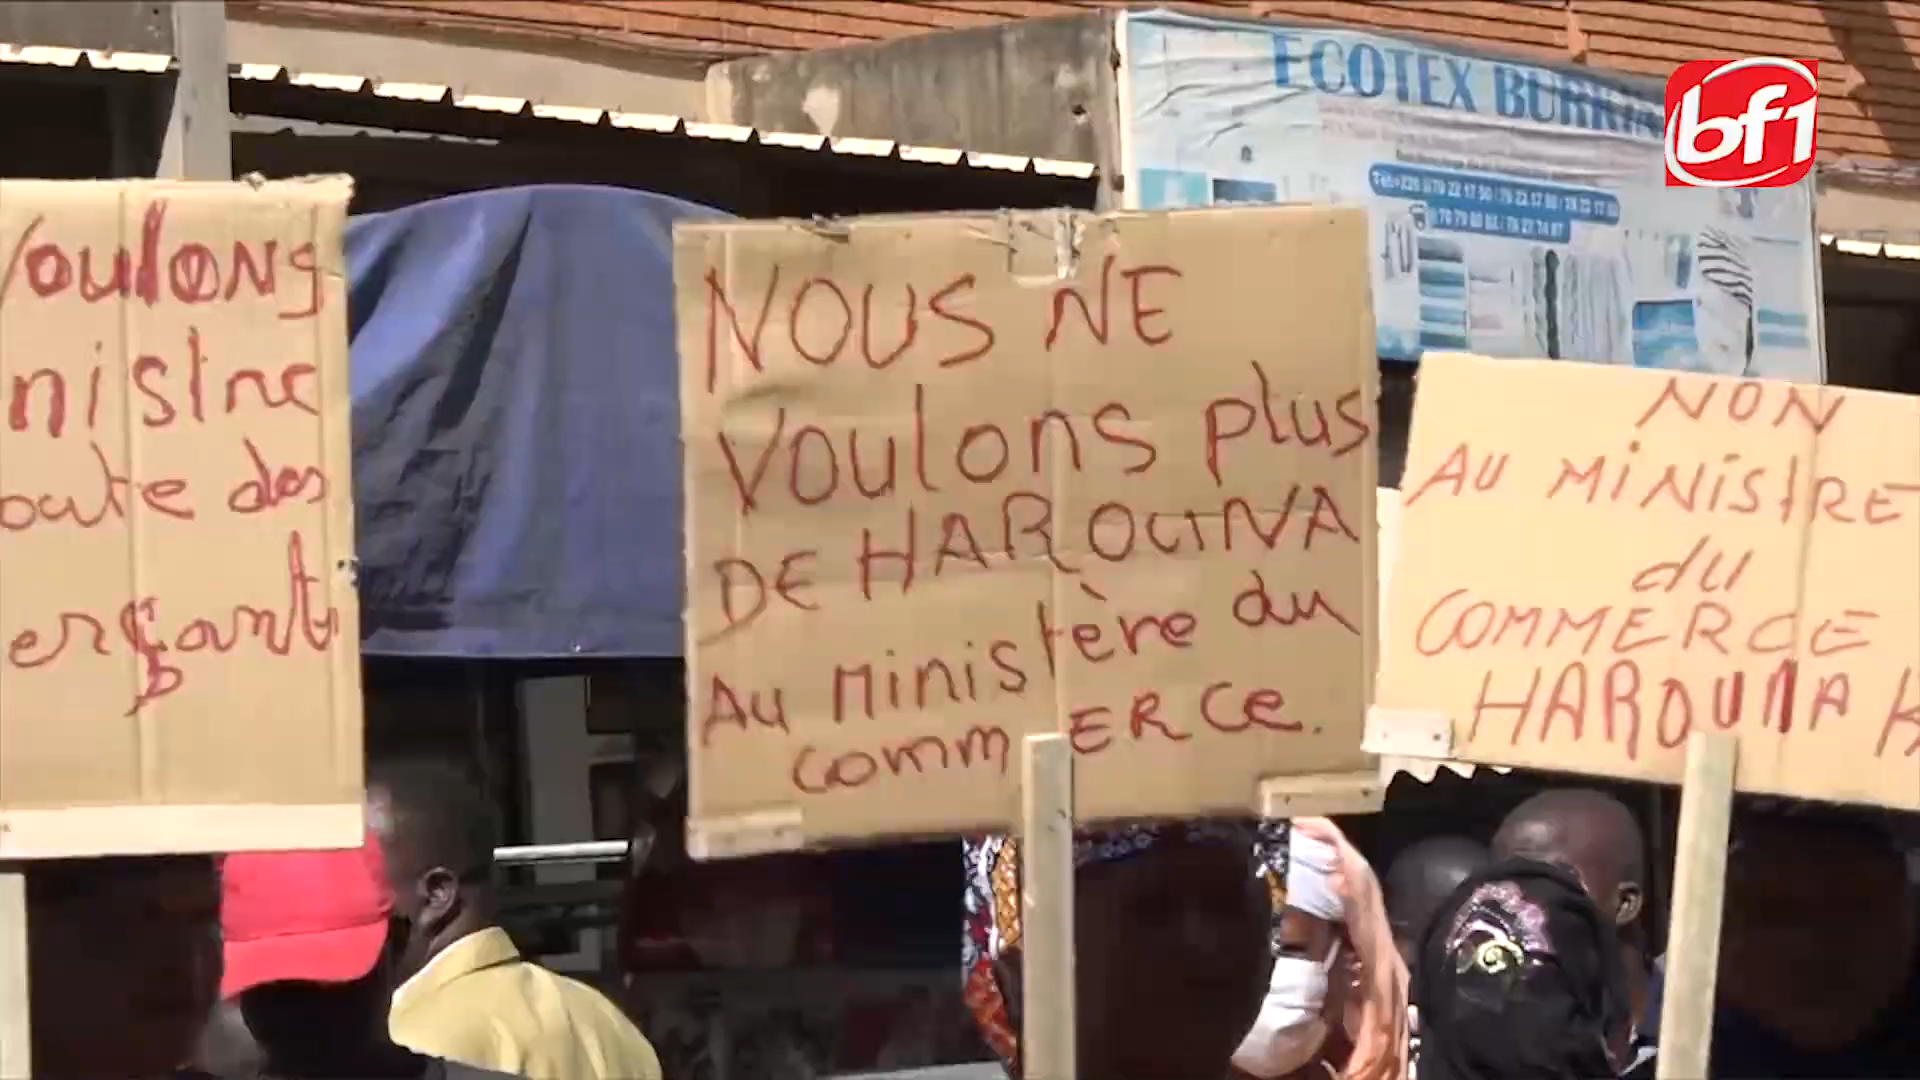 ECOTEX BURKINA
bf1
Voulons
nistre
oute des
erçants
NOUS NE
VOULONS plus
DE HAROUNA
AU Ministère du
COMMERCE.
NON
AU MINISTRE
du
COMMERCE
HAROUNA K